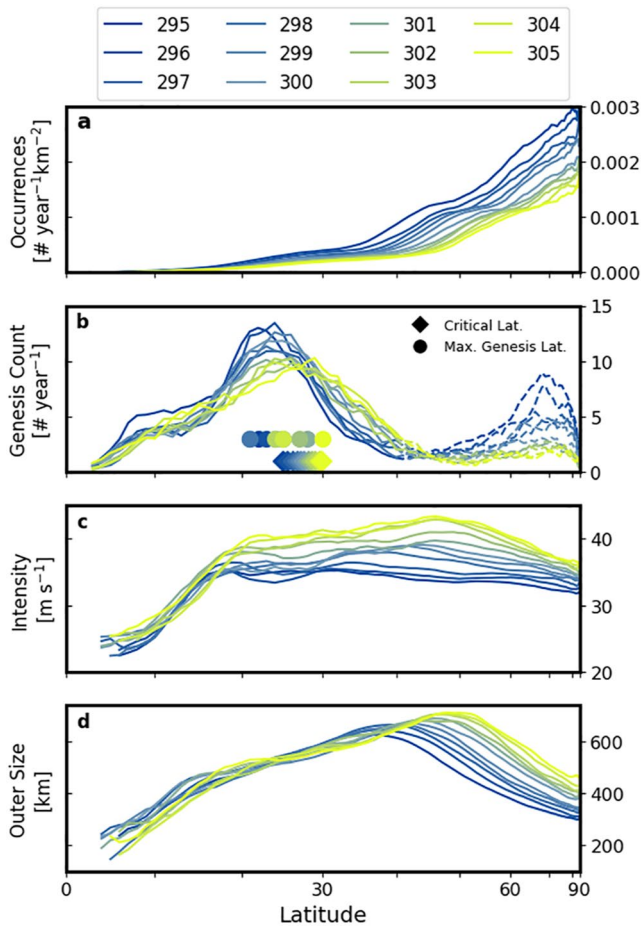 295 298 301 304
296 299 302 305
297 300 303
a
Occurrences
[# year⁻¹km⁻²]
0.003
0.002
0.001
0.000
b
Genesis Count
[# year⁻¹]
Critical Lat.
Max. Genesis Lat.
15
10
5
0
c
Intensity
[m s⁻¹]
40
30
20
d
Outer Size
[km]
600
400
200
0 30 60 90
Latitude